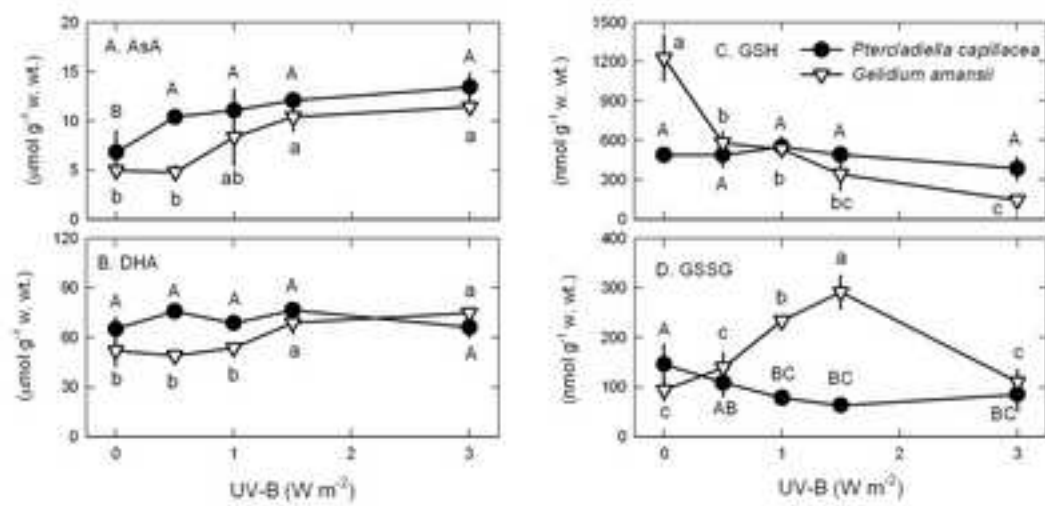 A. AsA
20
15
10
5
0
(µmol g⁻¹ w. wt.)
B
A
A
A
A
b
b
ab
a
a
B. DHA
120
90
60
30
0
(µmol g⁻¹ w. wt.)
A
A
A
A
a
b
b
b
a
A
0
1
2
3
UV-B (W m⁻²)
C. GSH
Ptercladiella capillacea
Gelidium amansii
1500
1200
900
600
300
0
(nmol g⁻¹ w. wt.)
a
b
A
A
A
A
A
b
bc
c
D. GSSG
400
300
200
100
0
(nmol g⁻¹ w. wt.)
A
c
b
a
c
c
AB
BC
BC
BC
0
1
2
3
UV-B (W m⁻²)